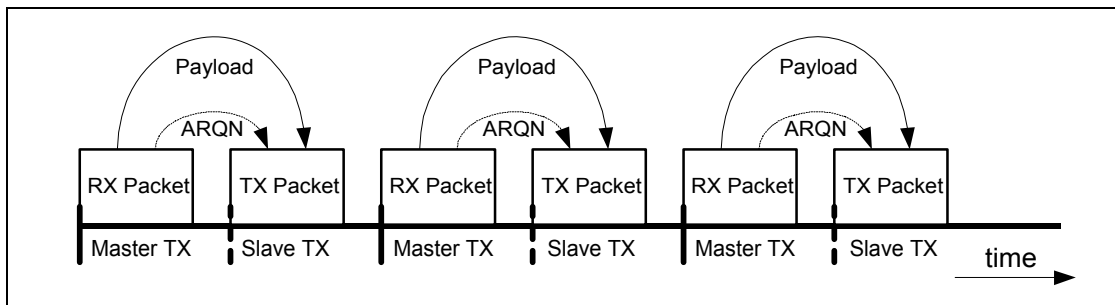 Payload Payload Payload
ARQN ARQN ARQN
RX Packet TX Packet RX Packet TX Packet RX Packet TX Packet
Master TX Slave TX Master TX Slave TX Master TX Slave TX
time